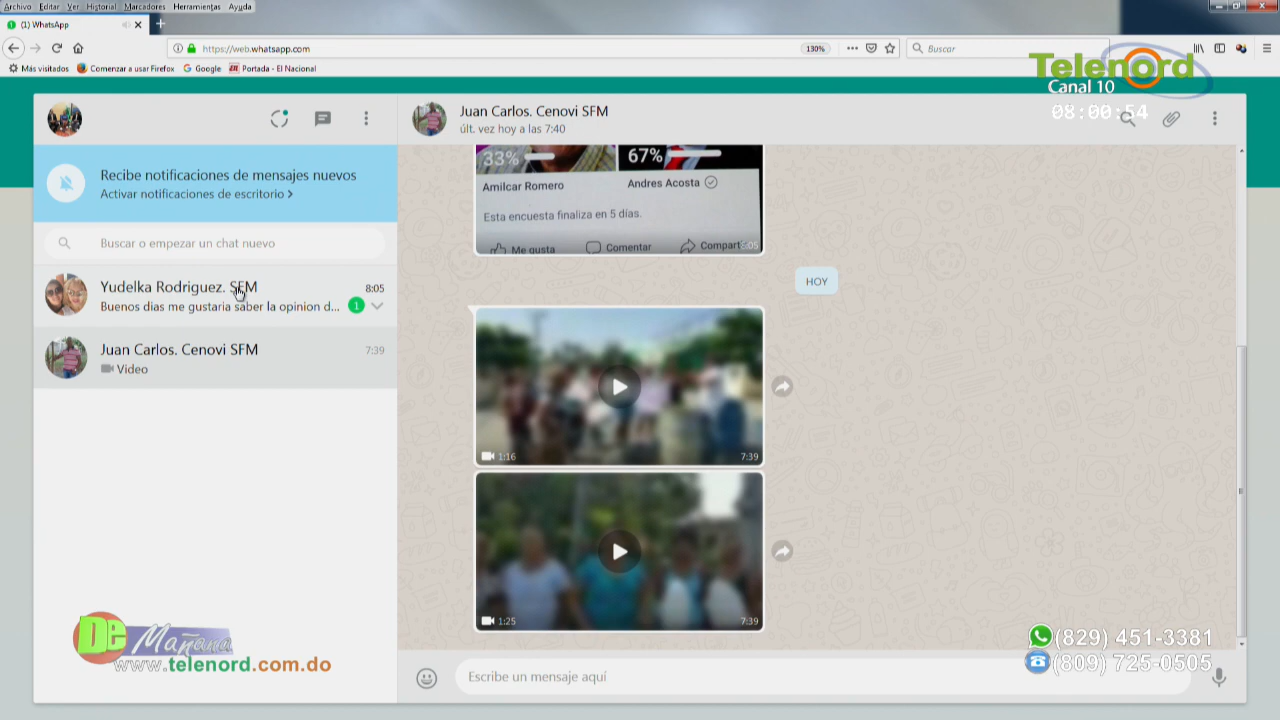 Archivo Editar Ver Historial Marcadores Herramientas Ayuda
(1) WhatsApp
https://web.whatsapp.com
130%
Buscar
Más visitados
Comenzar a usar Firefox
Google
Portada - El Nacional
Telenord
Canal 10
08:00:54
Juan Carlos. Cenovi SFM
últ. vez hoy a las 7:40
Recibe notificaciones de mensajes nuevos
Activar notificaciones de escritorio >
Buscar o empezar un chat nuevo
Yudelka Rodriguez. SFM
8:05
Buenos dias me gustaria saber la opinion d...
1
Juan Carlos. Cenovi SFM
7:39
Video
33%
67%
Amilcar Romero
Andres Acosta
Esta encuesta finaliza en 5 días.
Me gusta
Comentar
HOY
1:16
7:39
1:25
7:39
Escribe un mensaje aquí
De Mañana
www.telenord.com.do
(829) 451-3381
(809) 725-0505